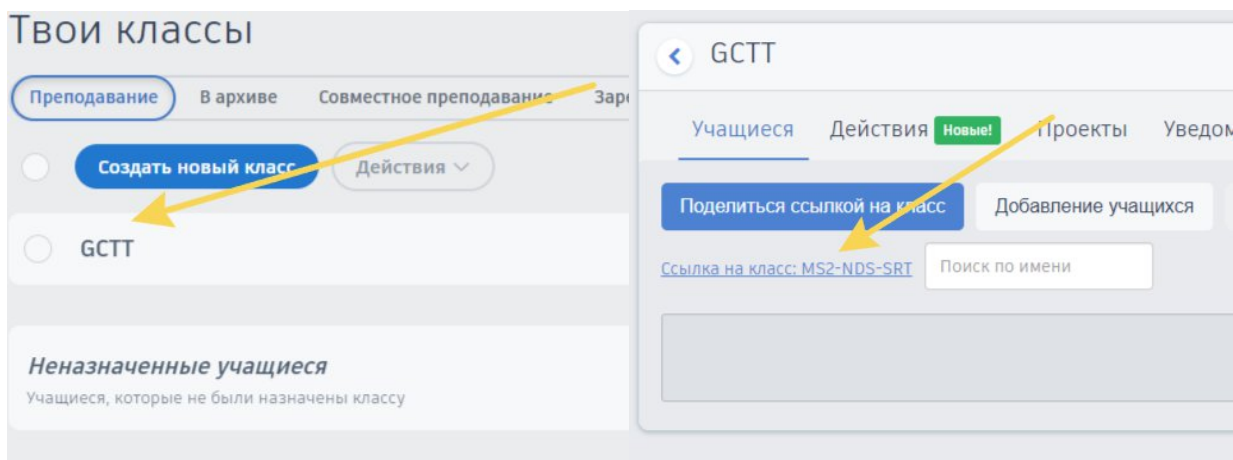 Твои классы
Преподавание В архиве Совместное преподавание
Создать новый класс Действия
GCTT
Неназначенные учащиеся
Учащиеся, которые не были назначены классу
GCTT
Учащиеся Действия Новые! Проекты
Поделиться ссылкой на класс Добавление учащихся
Ссылка на класс: MS2-NDS-SRT Поиск по имени